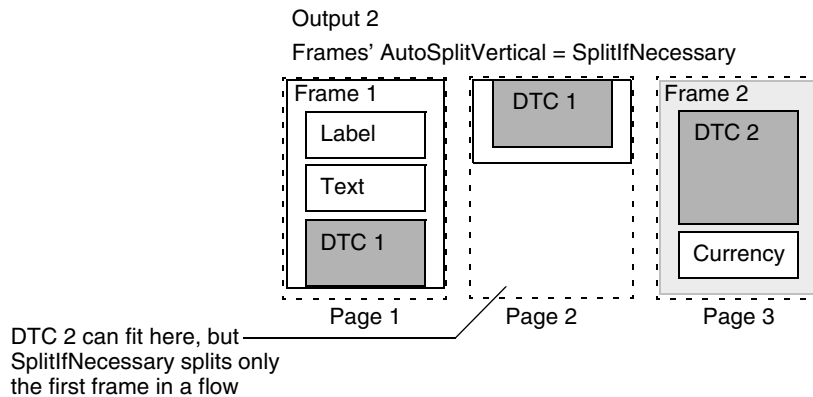 Output 2
Frames’ AutoSplitVertical = SplitIfNecessary
Frame 1
Label
Text
DTC 1
DTC 1
Frame 2
DTC 2
Currency
Page 1
Page 2
Page 3
DTC 2 can fit here, but
SplitIfNecessary splits only
the first frame in a flow